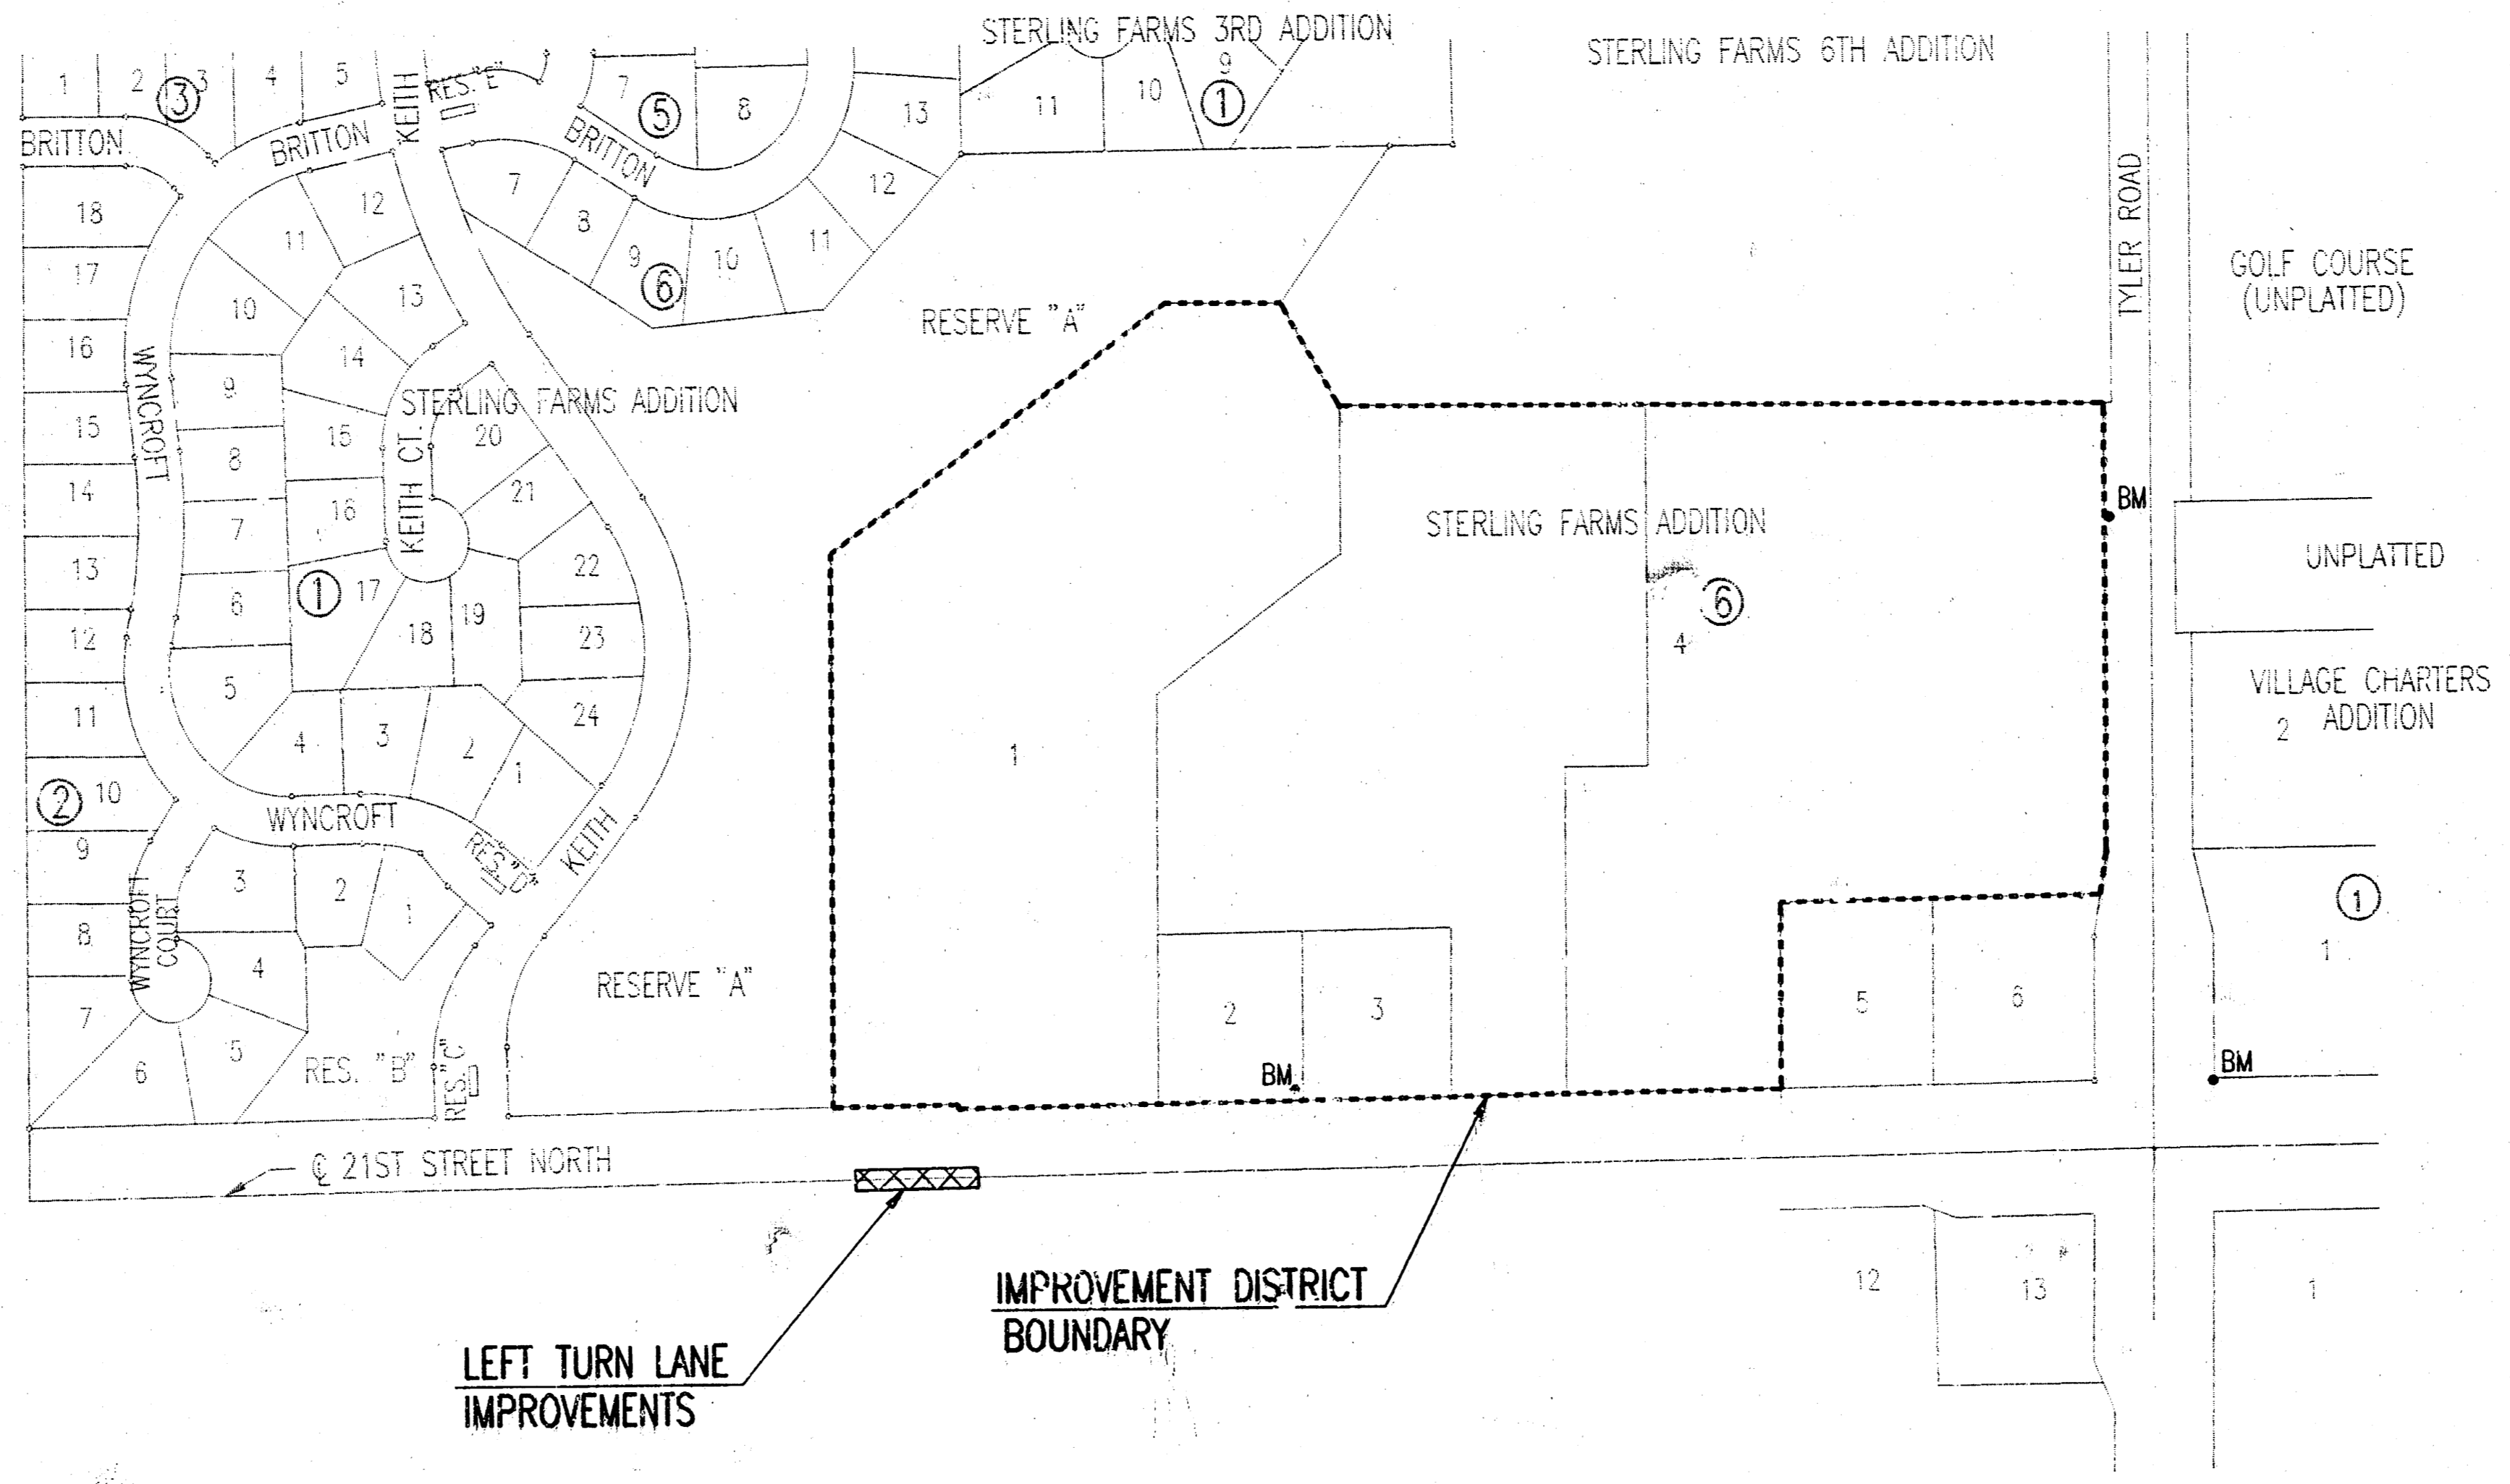 STERLING FARMS 3RD ADDITION
STERLING FARMS 6TH ADDITION
1
2
3
3
4
5
KEITH
RES. "E"
7
5
8
13
11
10
9
1
BRITTON
BRITTON
BRITTON
18
12
11
7
8
9
6
10
11
12
TYLER ROAD
GOLF COURSE
(UNPLATTED)
17
10
13
RESERVE "A"
16
WYNCROFT
14
9
STERLING FARMS ADDITION
15
8
15
KEITH CT.
20
14
7
16
21
STERLING FARMS ADDITION
BM
UNPLATTED
13
6
1
17
22
6
12
18
19
23
4
VILLAGE CHARTERS
ADDITION
2
11
5
4
3
2
24
1
1
2
10
WYNCROFT
9
RES. "D"
KEITH
3
2
1
WYNCROFT
COURT
8
4
RESERVE "A"
2
3
5
6
1
1
7
5
6
RES. "B"
RES. "C"
BM
BM
℄ 21ST STREET NORTH
IMPROVEMENT DISTRICT
BOUNDARY
12
13
1
LEFT TURN LANE
IMPROVEMENTS